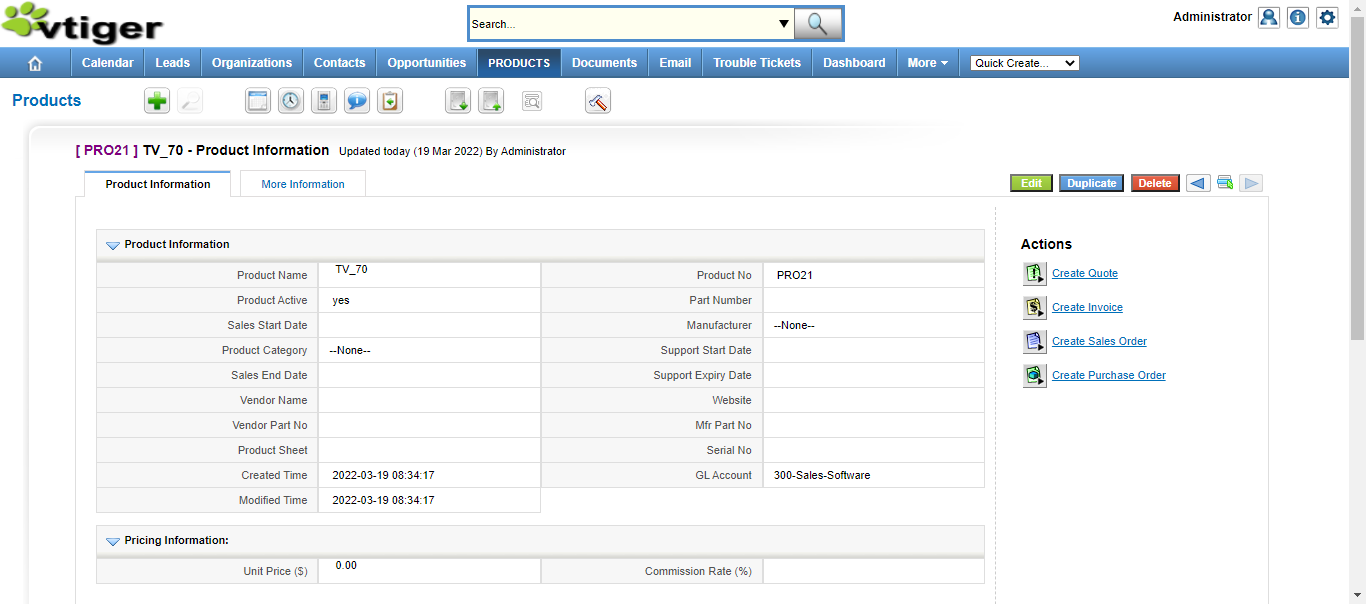 vtiger
Search...
Administrator
Calendar Leads Organizations Contacts Opportunities PRODUCTS Documents Email Trouble Tickets Dashboard More Quick Create...
Products
[ PRO21 ] TV_70 - Product Information Updated today (19 Mar 2022) By Administrator
Product Information More Information Edit Duplicate Delete
Product Information
Product Name TV_70 Product No PRO21
Product Active yes Part Number
Sales Start Date Manufacturer --None--
Product Category --None-- Support Start Date
Sales End Date Support Expiry Date
Vendor Name Website
Vendor Part No Mfr Part No
Product Sheet Serial No
Created Time 2022-03-19 08:34:17 GL Account 300-Sales-Software
Modified Time 2022-03-19 08:34:17
Pricing Information:
Unit Price ($) 0.00 Commission Rate (%)
Actions
Create Quote
Create Invoice
Create Sales Order
Create Purchase Order